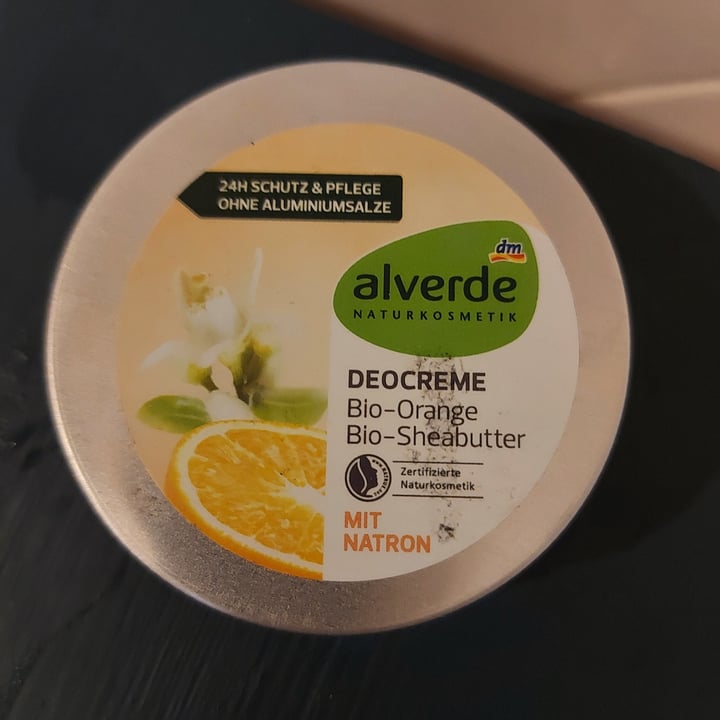 24H SCHUTZ & PFLEGE
OHNE ALUMINIUMSALZE
dm
alverde
NATURKOSMETIK
DEOCREME
Bio-Orange
Bio-Sheabutter
Zertifizierte
Naturkosmetik
MIT
NATRON